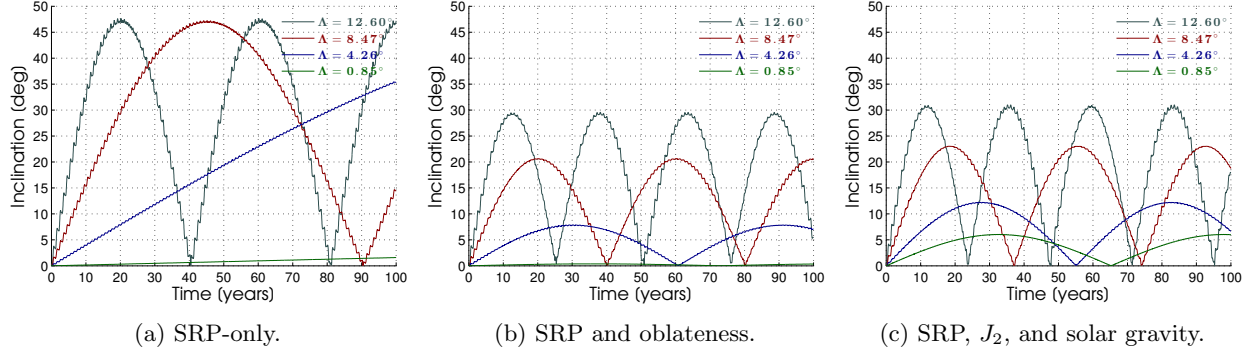 Inclination (deg)
50
45
40
35
30
25
20
15
10
5
0
Λ = 12.60°
Λ = 8.47°
Λ = 4.26°
Λ = 0.85°
0 10 20 30 40 50 60 70 80 90 100
Time (years)
(a) SRP-only.
Inclination (deg)
50
45
40
35
30
25
20
15
10
5
0
Λ = 12.60°
Λ = 8.47°
Λ = 4.26°
Λ = 0.85°
0 10 20 30 40 50 60 70 80 90 100
Time (years)
(b) SRP and oblateness.
Inclination (deg)
50
45
40
35
30
25
20
15
10
5
0
Λ = 12.60°
Λ = 8.47°
Λ = 4.26°
Λ = 0.85°
0 10 20 30 40 50 60 70 80 90 100
Time (years)
(c) SRP, J₂, and solar gravity.